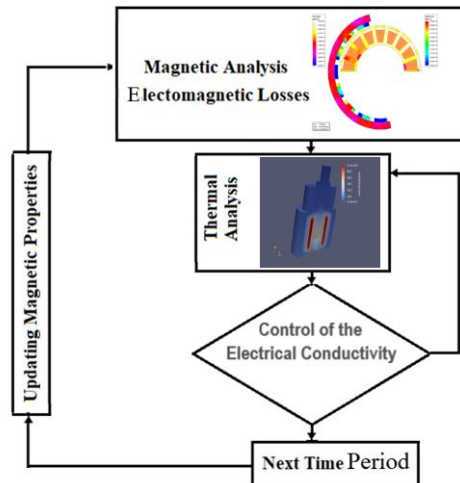 Magnetic Analysis
Electomagnetic Losses
Thermal
Analysis
Control of the
Electrical Conductivity
Updating Magnetic Properties
Next Time Period